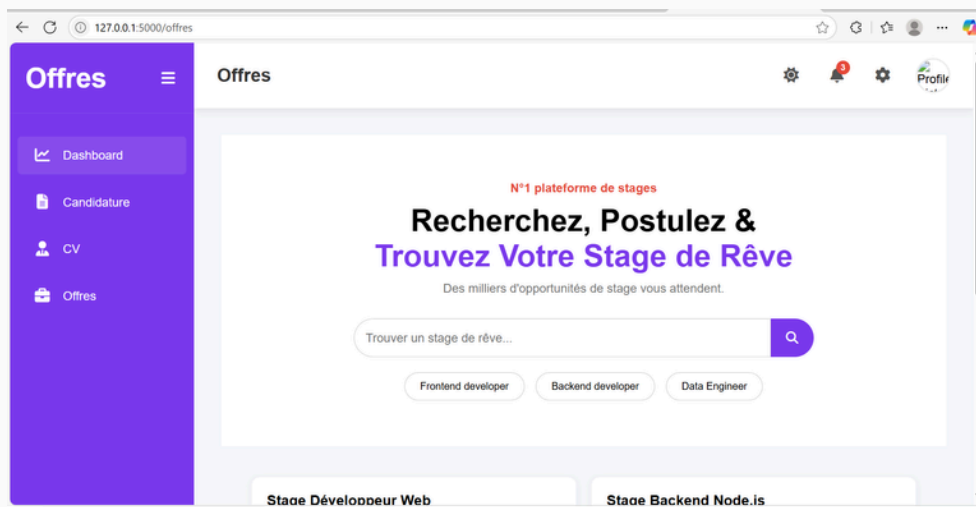 127.0.0.1:5000/offres
Offres
Offres
3
Profile
Dashboard
Candidature
CV
Offres
N°1 plateforme de stages
Recherchez, Postulez &
Trouvez Votre Stage de Rêve
Des milliers d'opportunités de stage vous attendent.
Trouver un stage de rêve...
Frontend developer
Backend developer
Data Engineer
Stage Développeur Web
Stage Backend Node.js